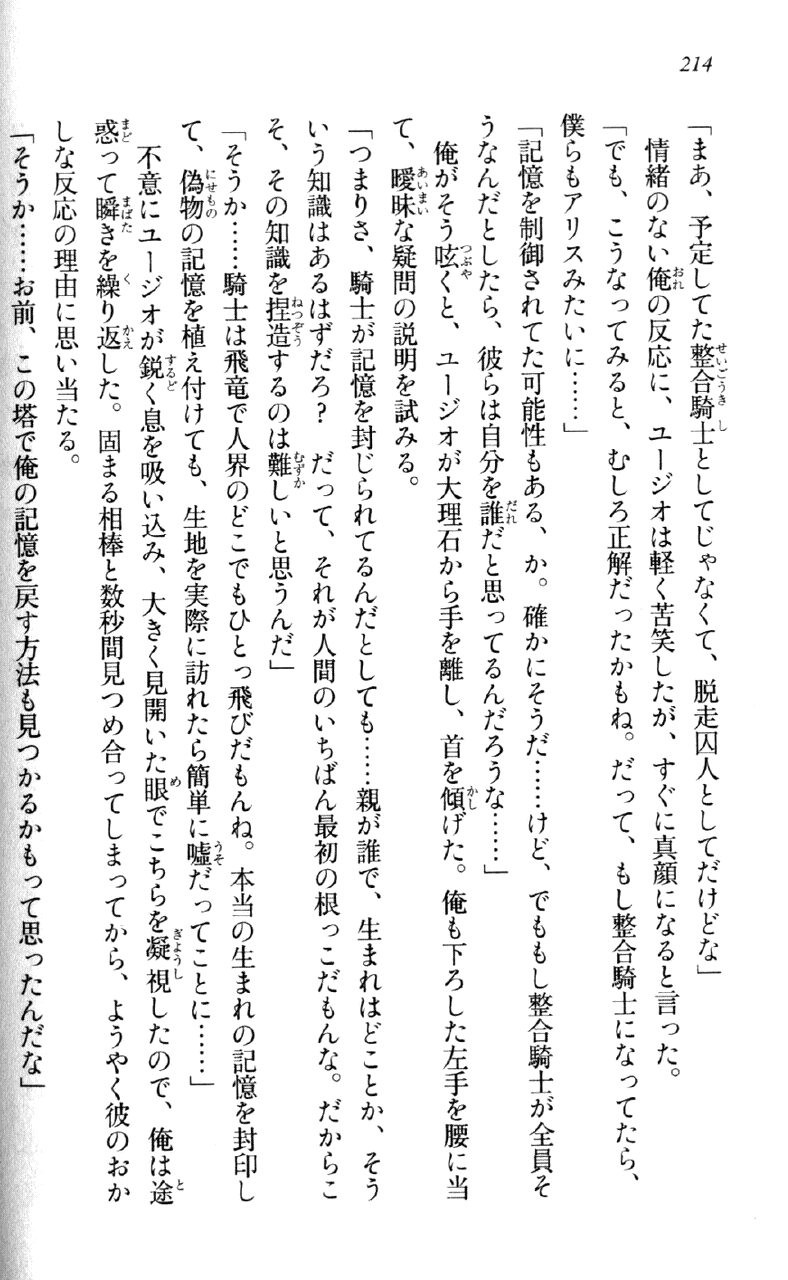 214
「まあ、予定してた整合騎士としてじゃなくて、脱走囚人としてだけどな」
　情緒のない俺の反応に、ユージオは軽く苦笑したが、すぐに真顔になると言った。
「でも、こうなってみると、むしろ正解だったかもね。だって、もし整合騎士になってたら、
僕らもアリスみたいに……」
「記憶を制御されてた可能性もある、か。確かにそうだ……けど、でももし整合騎士が全員そ
うなんだとしたら、彼らは自分を誰だと思ってるんだろうな……」
　俺がそう呟くと、ユージオが大理石から手を離し、首を傾げた。俺も下ろした左手を腰に当
て、曖昧な疑問の説明を試みる。
「つまりさ、騎士が記憶を封じられてるんだとしても……親が誰で、生まれはどことか、そう
いう知識はあるはずだろ？　だって、それが人間のいちばん最初の根っこだもんな。だからこ
そ、その知識を捏造するのは難しいと思うんだ」
「そうか……騎士は飛竜で人界のどこでもひとっ飛びだもんね。本当の生まれの記憶を封印し
て、偽物の記憶を植え付けても、生地を実際に訪れたら簡単に嘘だってことに……」
　不意にユージオが鋭く息を吸い込み、大きく見開いた眼でこちらを凝視したので、俺は途
惑って瞬きを繰り返した。固まる相棒と数秒間見つめ合ってしまってから、ようやく彼のおか
しな反応の理由に思い当たる。
「そうか……お前、この塔で俺の記憶を戻す方法も見つかるかもって思ったんだな」